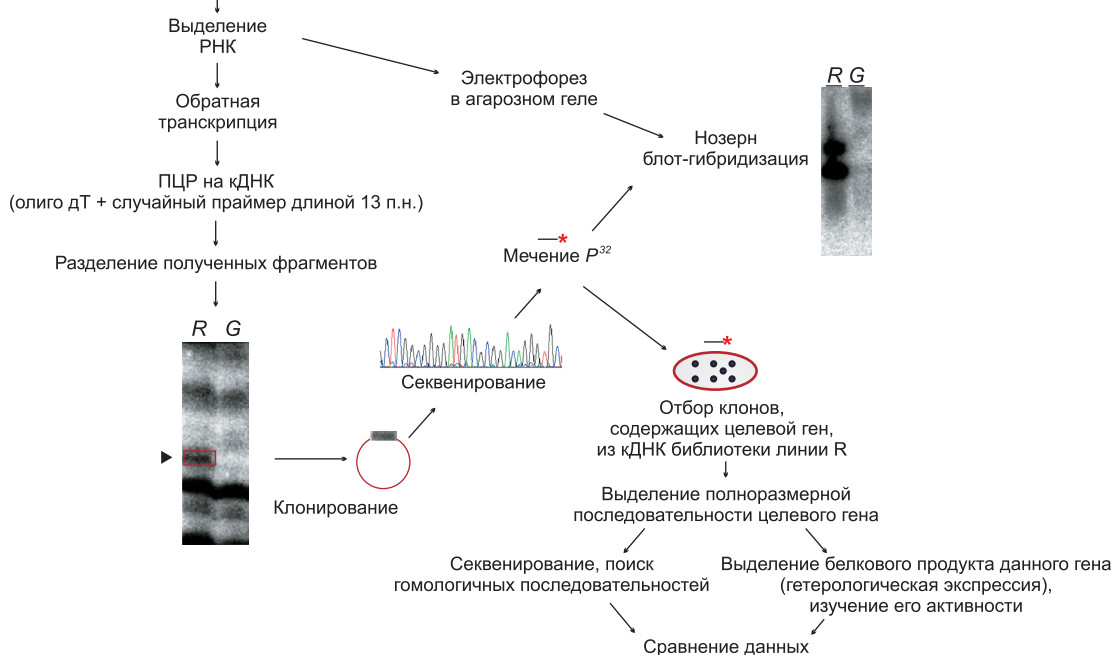 Выделение
РНК
Обратная
транскрипция
ПЦР на кДНК
(олиго дТ + случайный праймер длиной 13 п.н.)
Разделение полученных фрагментов
R G
Клонирование
Секвенирование
Мечение P32
Электрофорез
в агарозном геле
Нозерн
блот-гибридизация
R G
Отбор клонов,
содержащих целевой ген,
из кДНК библиотеки линии R
Выделение полноразмерной
последовательности целевого гена
Секвенирование, поиск
гомологичных последовательностей
Выделение белкового продукта данного гена
(гетерологическая экспрессия),
изучение его активности
Сравнение данных